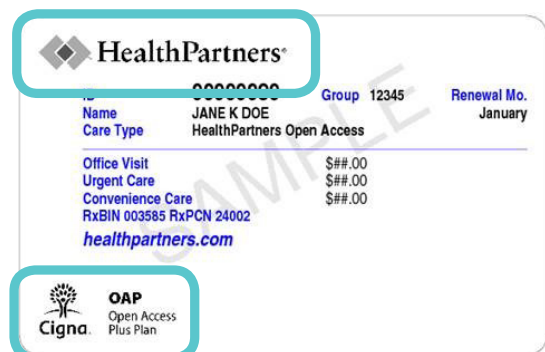 HealthPartners®
Group 12345 Renewal Mo.
Name JANE K DOE January
Care Type HealthPartners Open Access
Office Visit $##.00
Urgent Care $##.00
Convenience Care $##.00
RxBIN 003585 RxPCN 24002
healthpartners.com
SAMPLE
OAP
Open Access
Cigna. Plus Plan